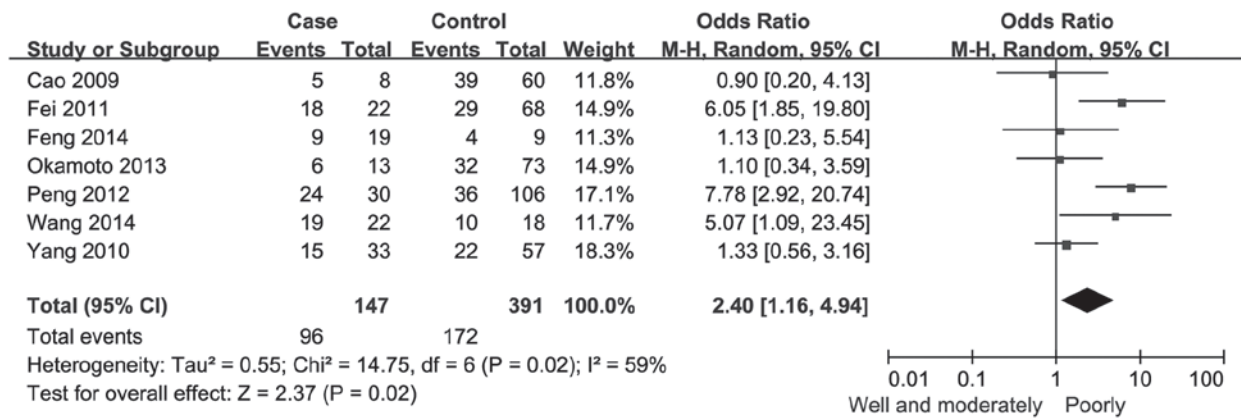 Case Control Odds Ratio Odds Ratio
Study or Subgroup Events Total Events Total Weight M-H, Random, 95% CI M-H, Random, 95% CI
Cao 2009 5 8 39 60 11.8% 0.90 [0.20, 4.13]
Fei 2011 18 22 29 68 14.9% 6.05 [1.85, 19.80]
Feng 2014 9 19 4 9 11.3% 1.13 [0.23, 5.54]
Okamoto 2013 6 13 32 73 14.9% 1.10 [0.34, 3.59]
Peng 2012 24 30 36 106 17.1% 7.78 [2.92, 20.74]
Wang 2014 19 22 10 18 11.7% 5.07 [1.09, 23.45]
Yang 2010 15 33 22 57 18.3% 1.33 [0.56, 3.16]
Total (95% CI) 147 391 100.0% 2.40 [1.16, 4.94]
Total events 96 172
Heterogeneity: Tau² = 0.55; Chi² = 14.75, df = 6 (P = 0.02); I² = 59%
Test for overall effect: Z = 2.37 (P = 0.02)
0.01 0.1 1 10 100
Well and moderately Poorly